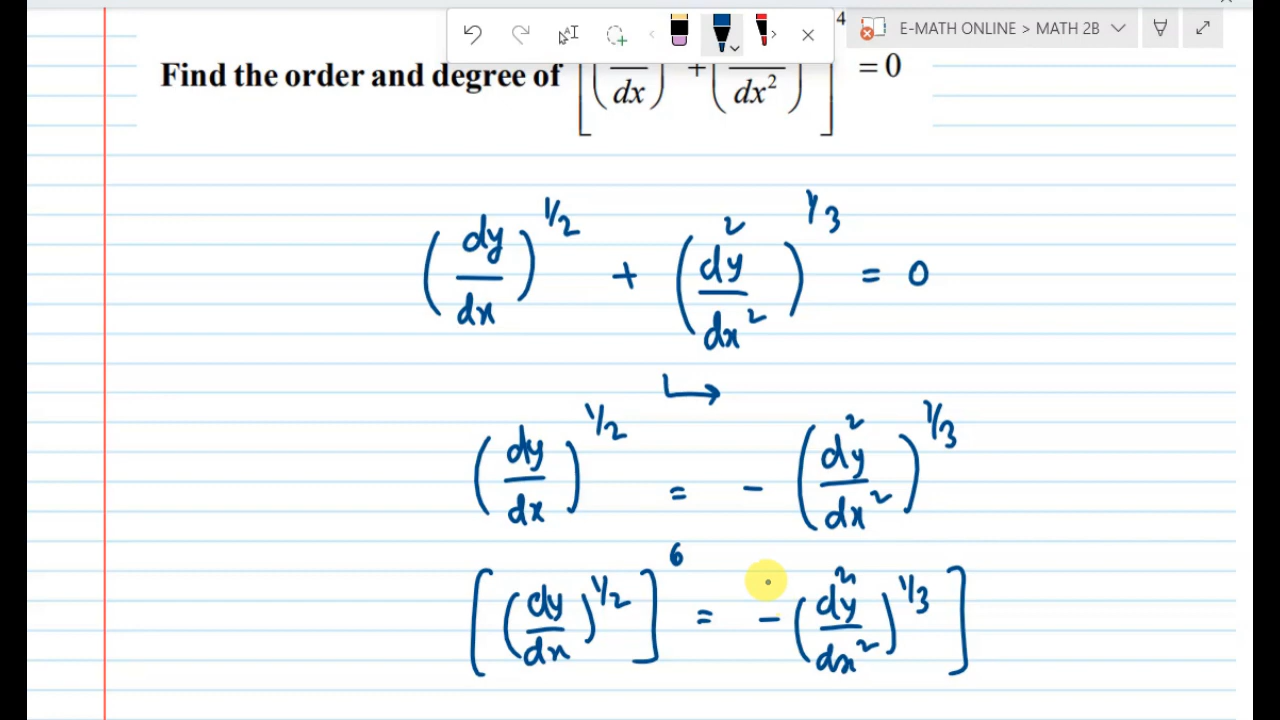 4 E-MATH ONLINE > MATH 2B
Find the order and degree of [(/dx) + (/dx²)] = 0
(dy/dx)^1/2 + (d²y/dx²)^1/3 = 0
(dy/dx)^1/2 = - (d²y/dx²)^1/3
[(dy/dx)^1/2]^6 = - (d²y/dx²)^1/3]